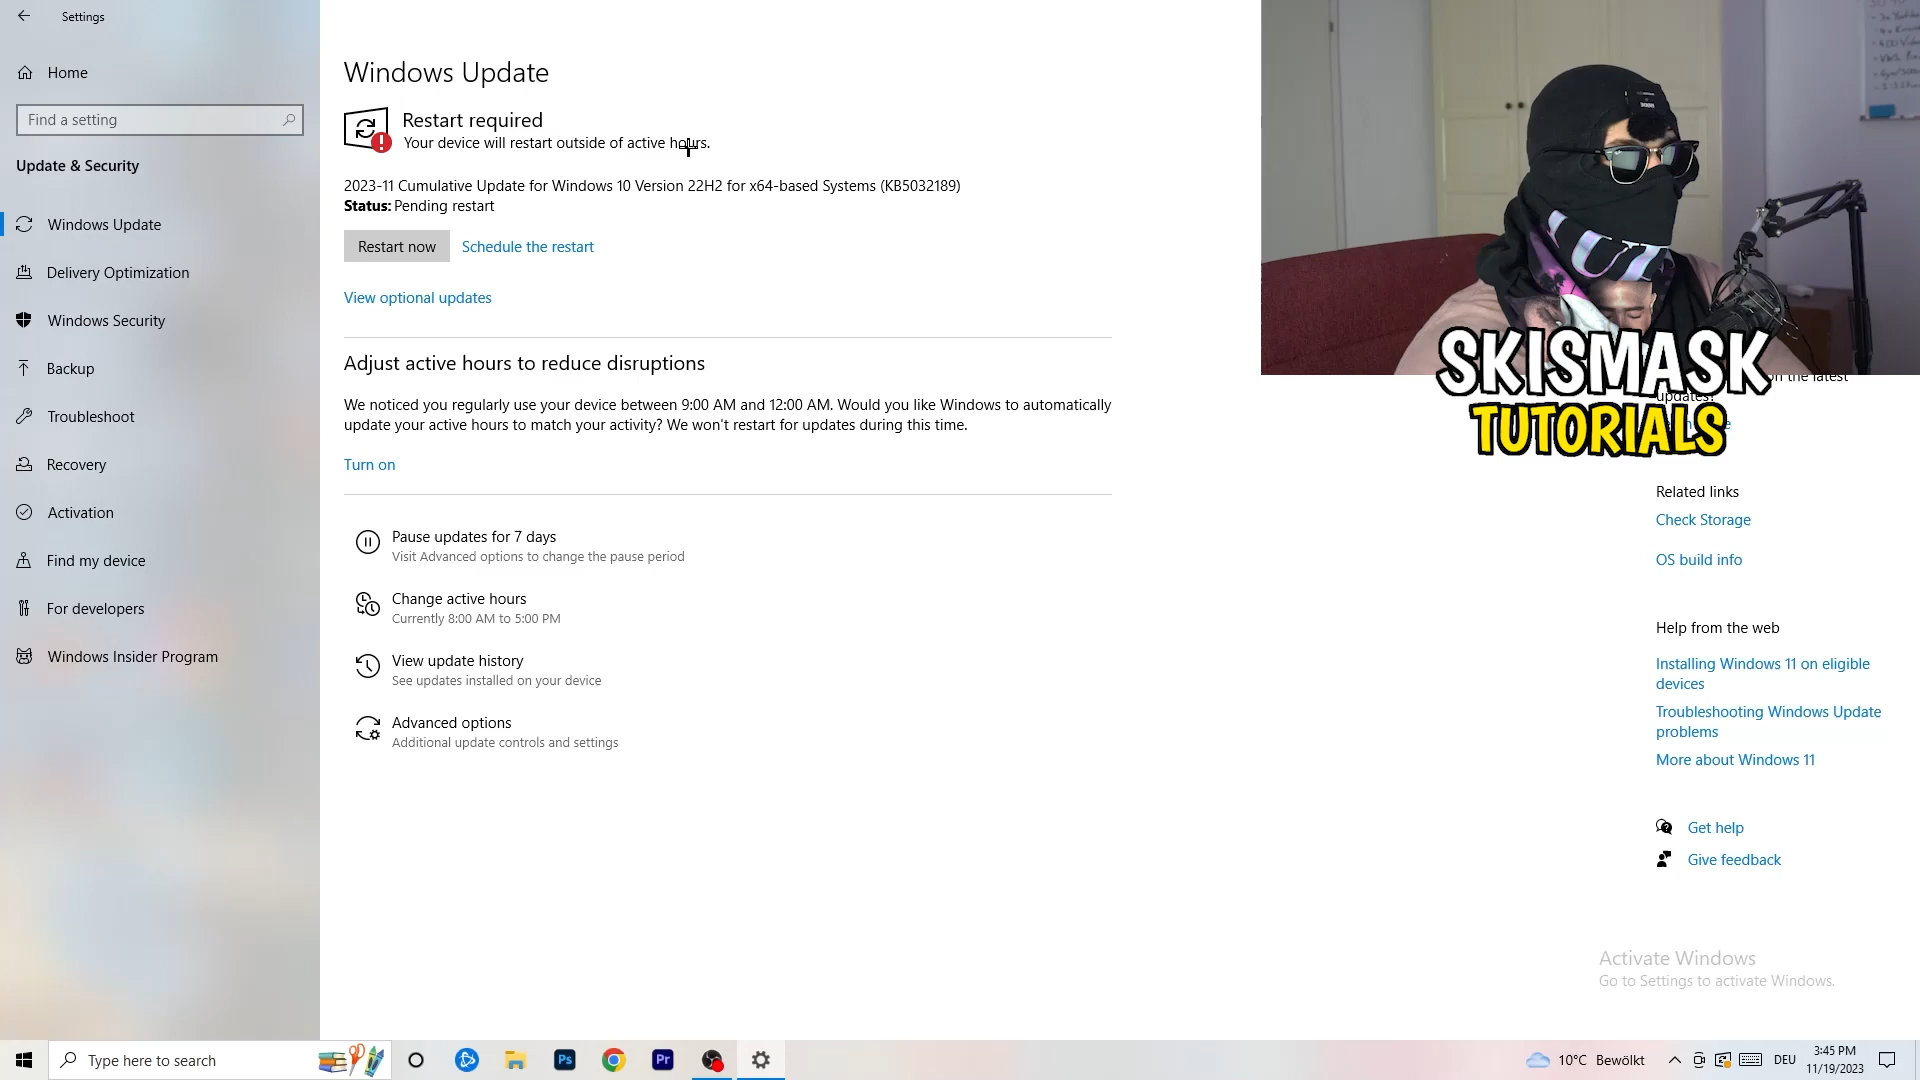 Settings
Home
Find a setting
Update & Security
Windows Update
Delivery Optimization
Windows Security
Backup
Troubleshoot
Recovery
Activation
Find my device
For developers
Windows Insider Program
Windows Update
Restart required
Your device will restart outside of active hours.
2023-11 Cumulative Update for Windows 10 Version 22H2 for x64-based Systems (KB5032189)
Status: Pending restart
Restart now
Schedule the restart
View optional updates
Adjust active hours to reduce disruptions
We noticed you regularly use your device between 9:00 AM and 12:00 AM. Would you like Windows to automatically
update your active hours to match your activity? We won't restart for updates during this time.
Turn on
Pause updates for 7 days
Visit Advanced options to change the pause period
Change active hours
Currently 8:00 AM to 5:00 PM
View update history
See updates installed on your device
Advanced options
Additional update controls and settings
SKISMASK
TUTORIALS
on the latest
updates?
Related links
Check Storage
OS build info
Help from the web
Installing Windows 11 on eligible
devices
Troubleshooting Windows Update
problems
More about Windows 11
Get help
Give feedback
Activate Windows
Go to Settings to activate Windows.
Type here to search
Ps
Pr
10°C Bewölkt
DEU
3:45 PM
11/19/2023